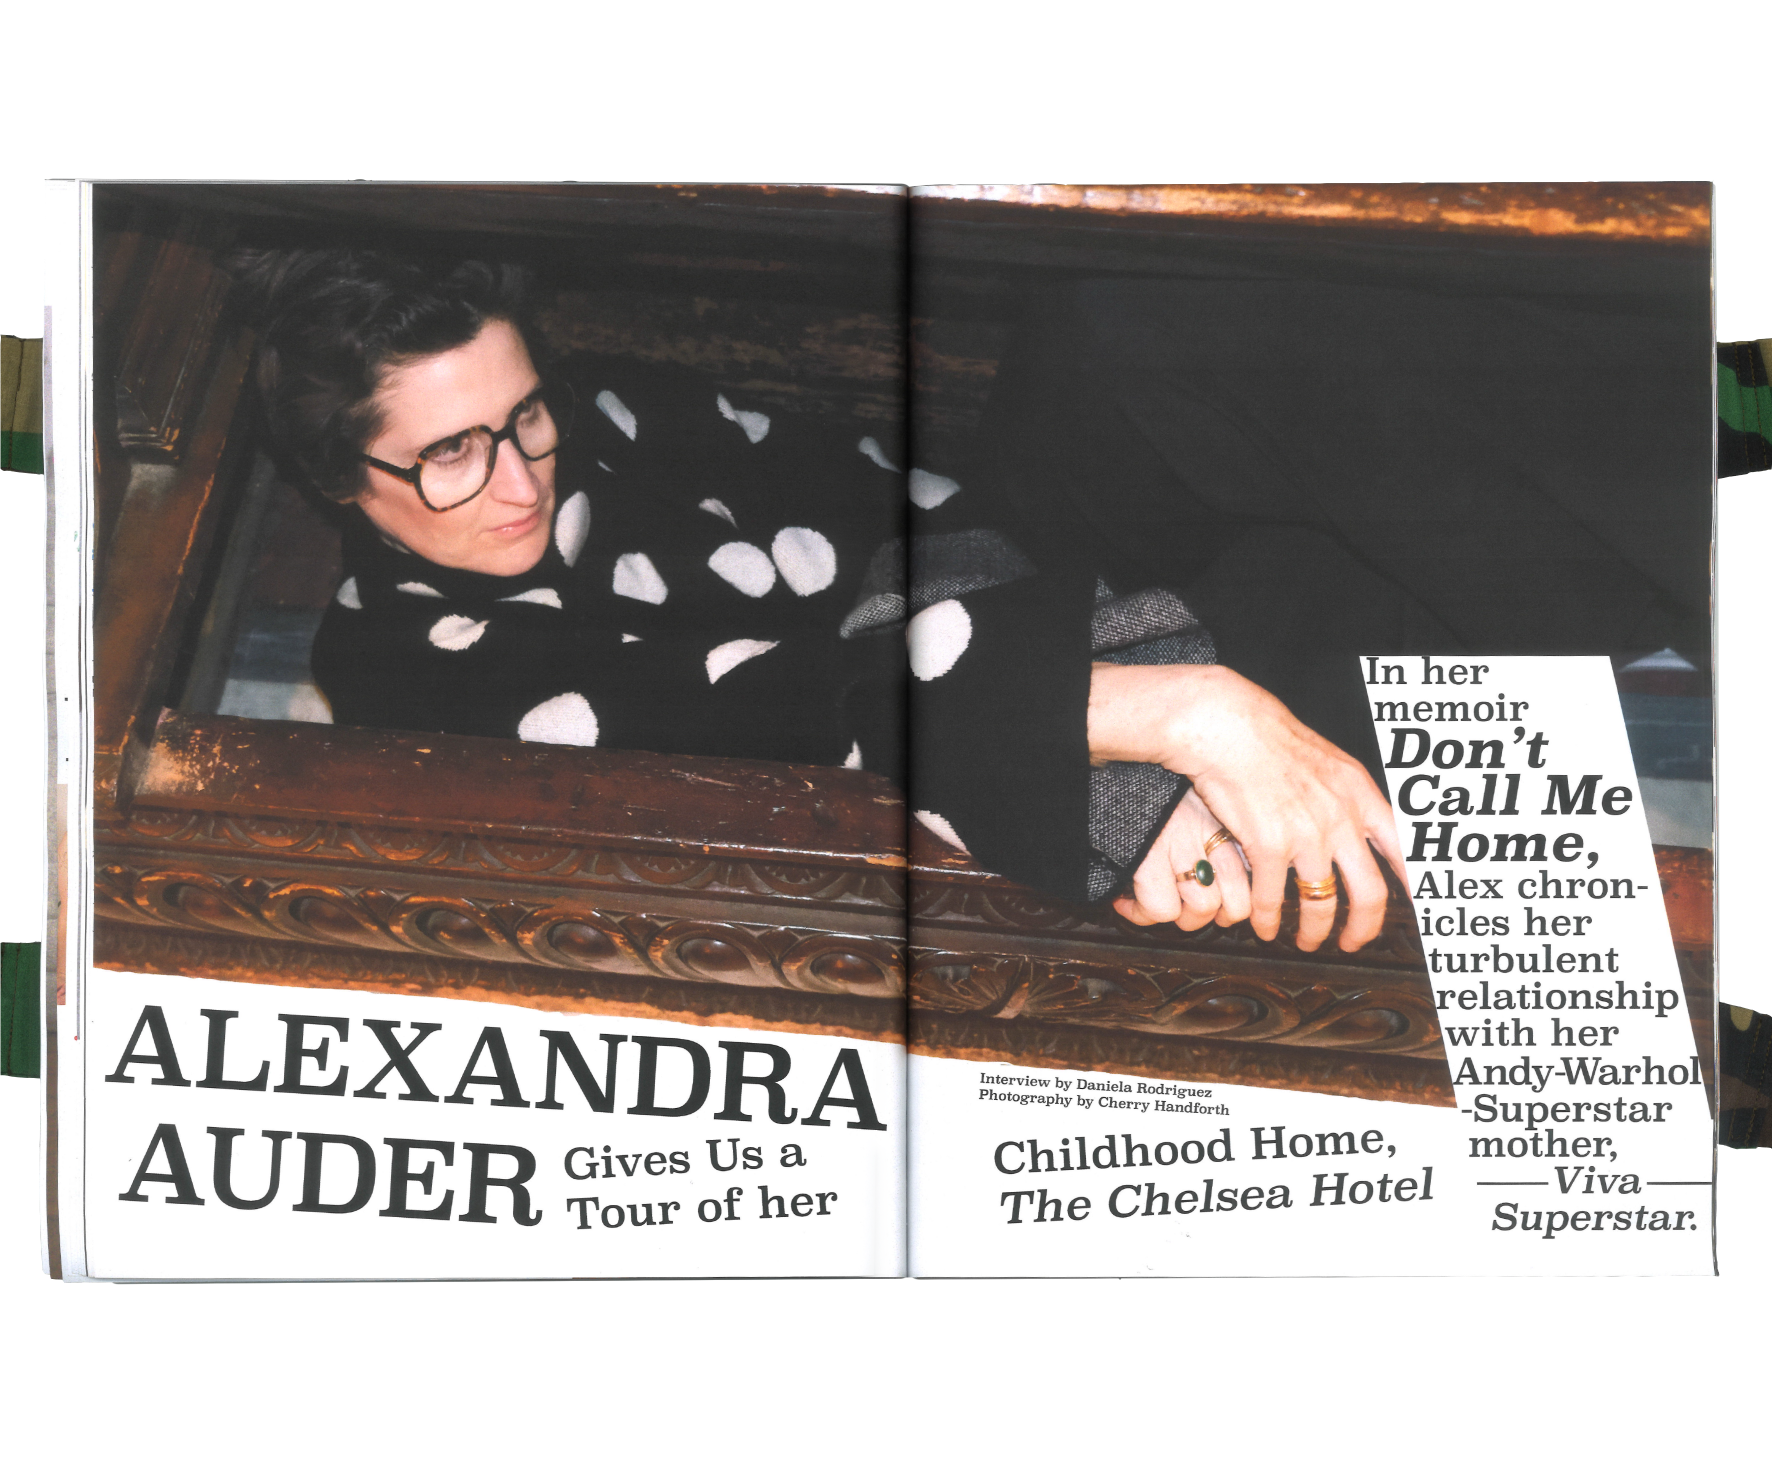 ALEXANDRA
AUDER
Gives Us a
Tour of her
Interview by Daniela Rodriguez
Photography by Cherry Handforth
Childhood Home,
The Chelsea Hotel
In her
memoir
Don't
Call Me
Home,
Alex chron-
icles her
turbulent
relationship
with her
Andy-Warhol
-Superstar
mother,
—Viva—
Superstar.